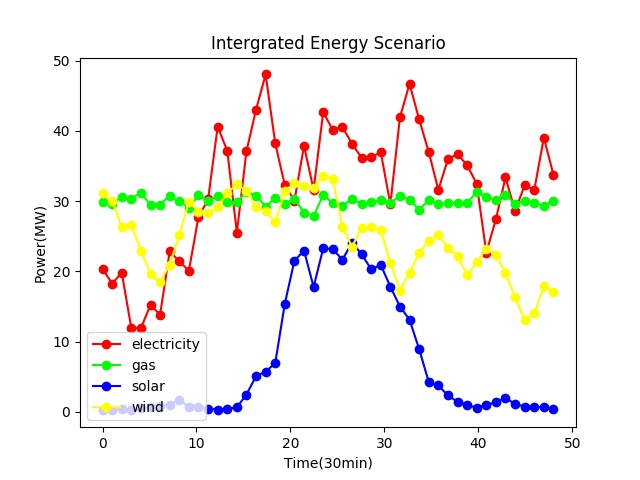 Intergrated Energy Scenario
Power(MW)
50
40
30
20
10
0
electricity
gas
solar
wind
0 10 20 30 40 50
Time(30min)